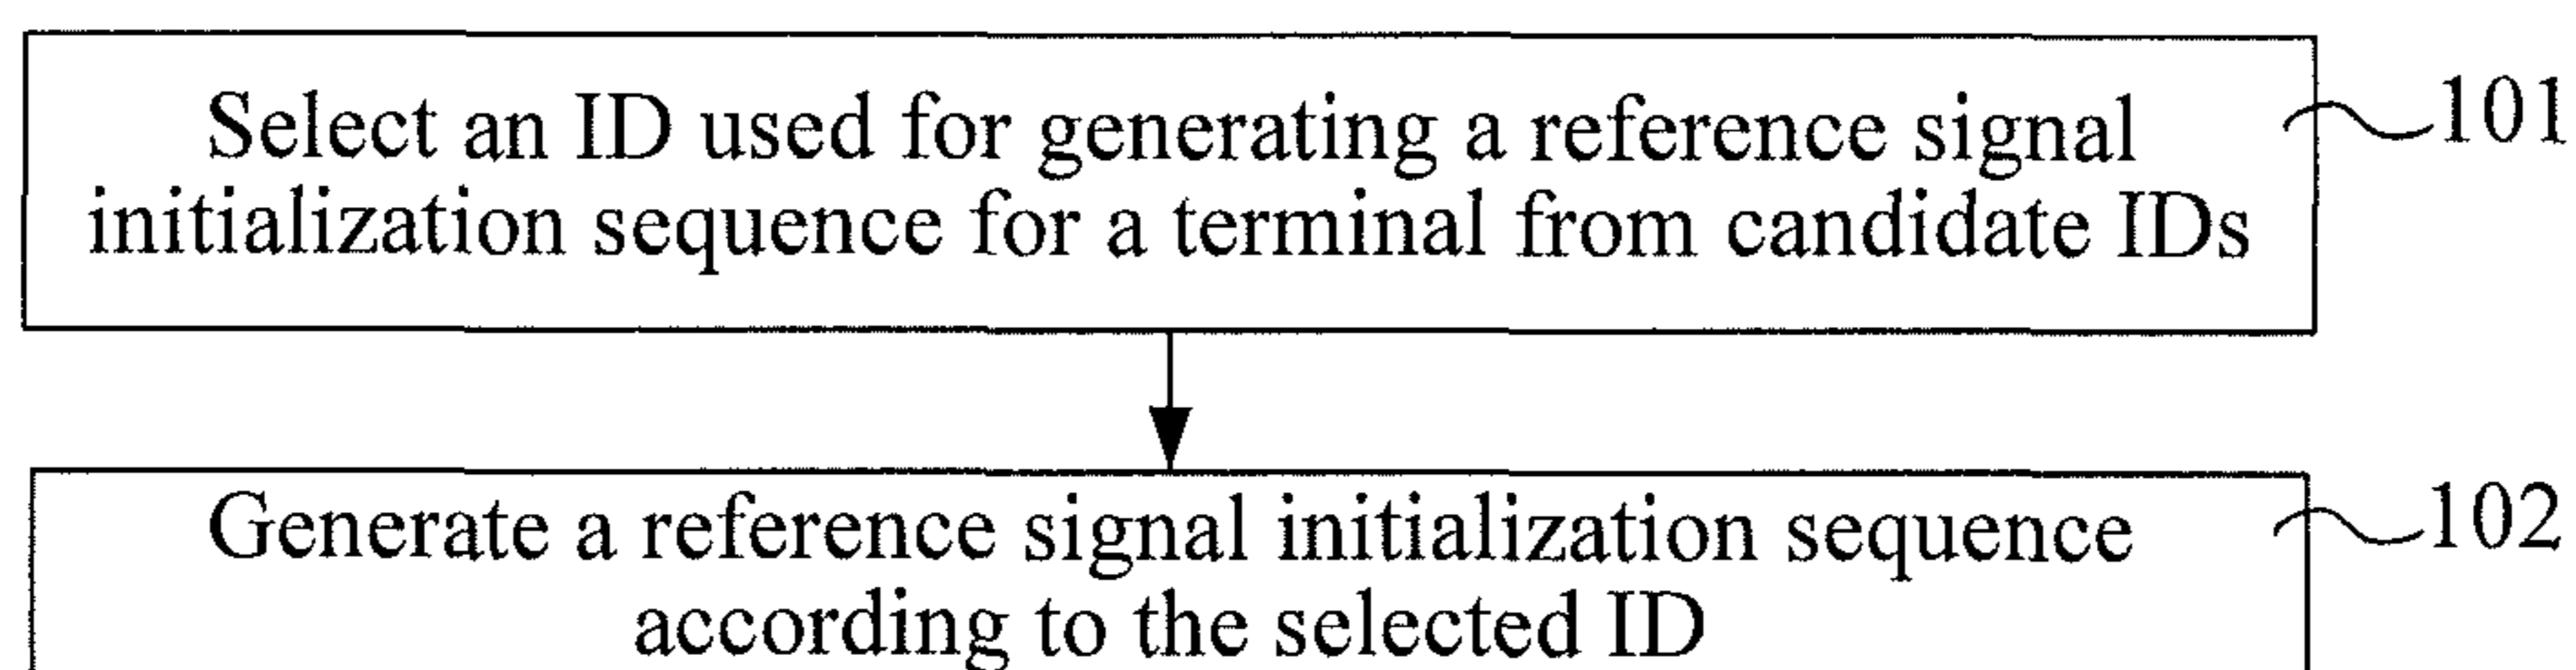 Select an ID used for generating a reference signal 101
initialization sequence for a terminal from candidate IDs
Generate a reference signal initialization sequence 102
according to the selected ID